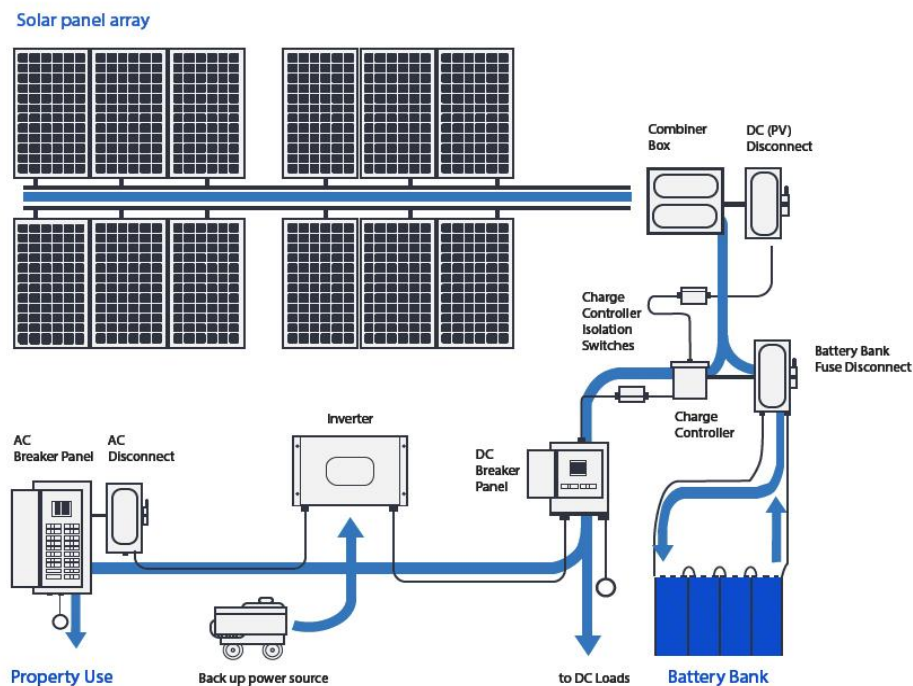 Solar panel array
Combiner
Box
DC (PV)
Disconnect
Charge
Controller
Isolation
Switches
Battery Bank
Fuse Disconnect
Charge
Controller
Inverter
AC
Breaker Panel
AC
Disconnect
DC
Breaker
Panel
Property Use
Back up power source
to DC Loads
Battery Bank